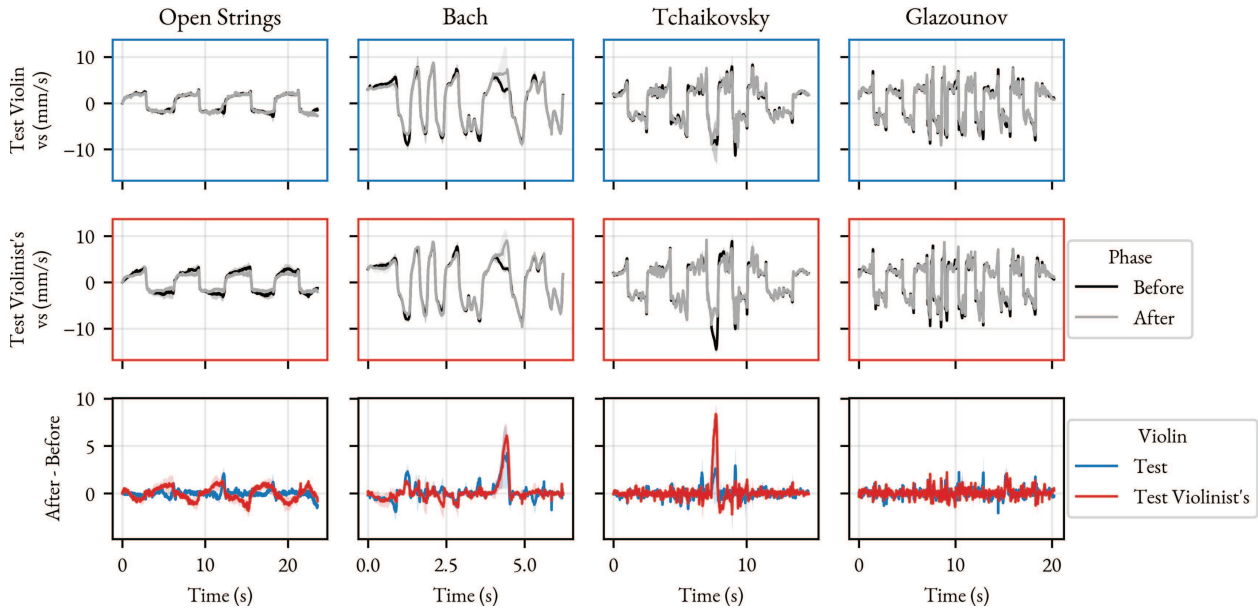 Open Strings Bach Tchaikovsky Glazounov
Test Violin
vs (mm/s)
10
0
−10
Test Violinist's
vs (mm/s)
10
0
−10
Phase
Before
After
After - Before
10
5
0
Violin
Test
Test Violinist's
0 10 20 0.0 2.5 5.0 0 10 0 10 20
Time (s) Time (s) Time (s) Time (s)